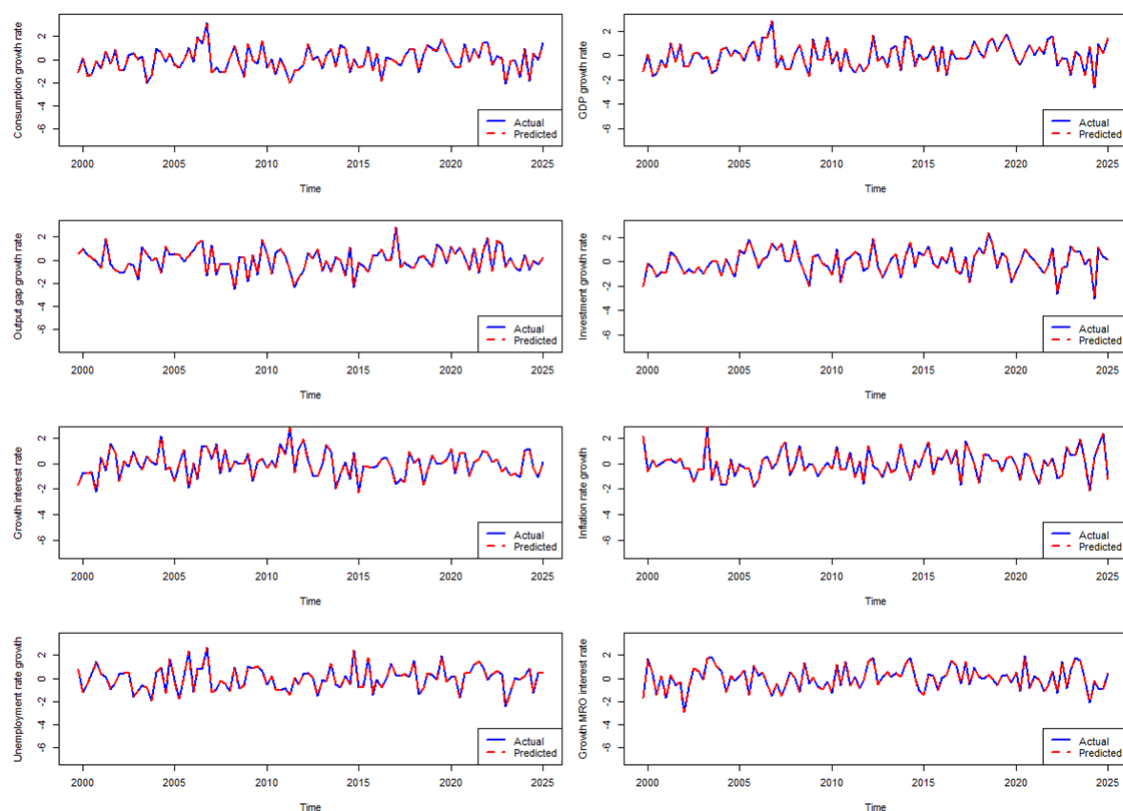 Consumption growth rate
2
0
-2
-4
-6
Actual
Predicted
2000 2005 2010 2015 2020 2025
Time
GDP growth rate
2
0
-2
-4
-6
Actual
Predicted
2000 2005 2010 2015 2020 2025
Time
Output gap growth rate
2
0
-2
-4
-6
Actual
Predicted
2000 2005 2010 2015 2020 2025
Time
Investment growth rate
2
0
-2
-4
-6
Actual
Predicted
2000 2005 2010 2015 2020 2025
Time
Growth interest rate
2
0
-2
-4
-6
Actual
Predicted
2000 2005 2010 2015 2020 2025
Time
Inflation rate growth
2
0
-2
-4
-6
Actual
Predicted
2000 2005 2010 2015 2020 2025
Time
Unemployment rate growth
2
0
-2
-4
-6
Actual
Predicted
2000 2005 2010 2015 2020 2025
Time
Growth MRO interest rate
2
0
-2
-4
-6
Actual
Predicted
2000 2005 2010 2015 2020 2025
Time